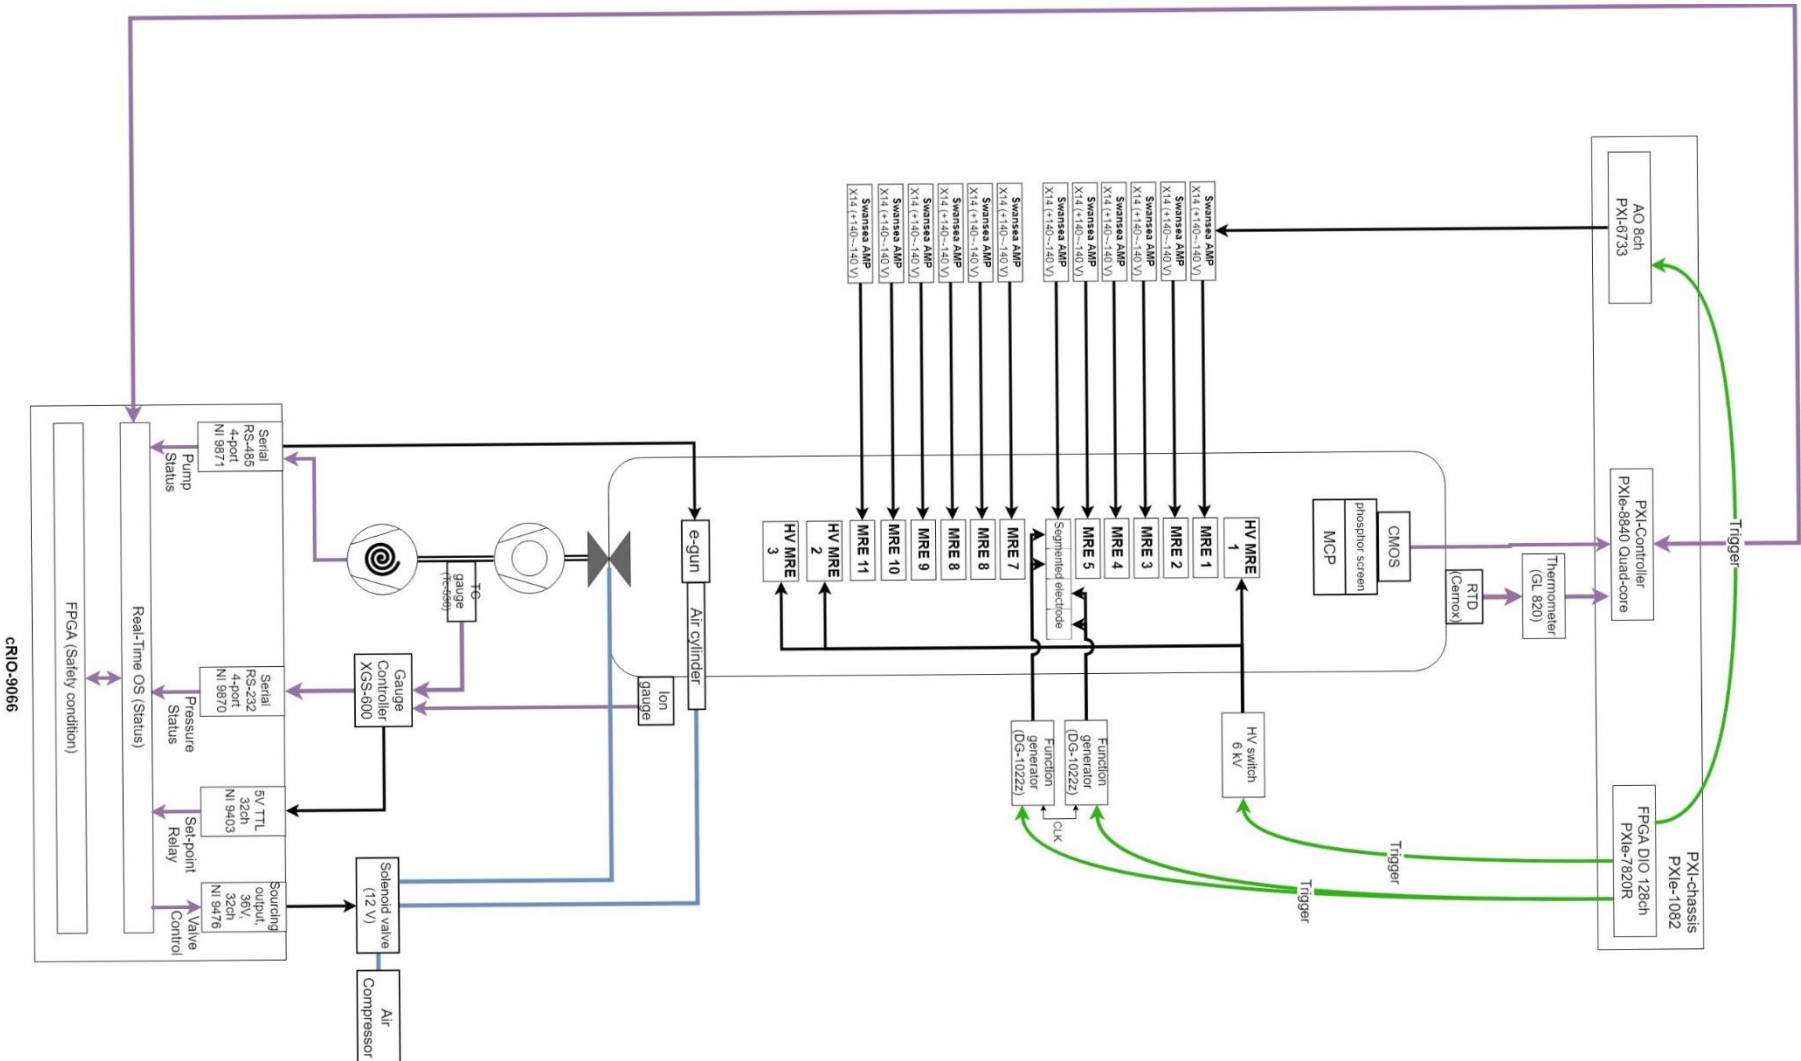 PXI-chassis
PXIe-1082
AO 8ch
PXI-6733
PXI-Controller
PXIe-8840 Quad-core
FPGA DIO 128ch
PXIe-7820R
Trigger
Trigger
Trigger
Thermometer
(GL 820)
RTD
(Cernox)
CMOS
phosphor screen
MCP
HV switch
6 kV
Function
generator
(DG-1022z)
Function
generator
(DG-1022z)
CLK
Swansea AMP
X14 (+140~-140 V)
Swansea AMP
X14 (+140~-140 V)
Swansea AMP
X14 (+140~-140 V)
Swansea AMP
X14 (+140~-140 V)
Swansea AMP
X14 (+140~-140 V)
Swansea AMP
X14 (+140~-140 V)
Swansea AMP
X14 (+140~-140 V)
Swansea AMP
X14 (+140~-140 V)
Swansea AMP
X14 (+140~-140 V)
Swansea AMP
X14 (+140~-140 V)
Swansea AMP
X14 (+140~-140 V)
Swansea AMP
X14 (+140~-140 V)
HV MRE
1
MRE 1
MRE 2
MRE 3
MRE 4
MRE 5
Segmented electrode
MRE 7
MRE 8
MRE 8
MRE 9
MRE 10
MRE 11
HV MRE
2
HV MRE
3
e-gun
Air cylinder
Ion
gauge
TC
gauge
(TC-536)
Gauge
Controller
XGS-600
Solenoid valve
(12 V)
Air
Compressor
Serial
RS-485
4-port
NI 9871
Pump
Status
Serial
RS-232
4-port
NI 9870
Pressure
Status
5V TTL
32ch
NI 9403
Set-point
Relay
Sourcing
output,
36V,
32ch
NI 9476
Valve
Control
Real-Time OS (Status)
FPGA (Safety condition)
cRIO-9066